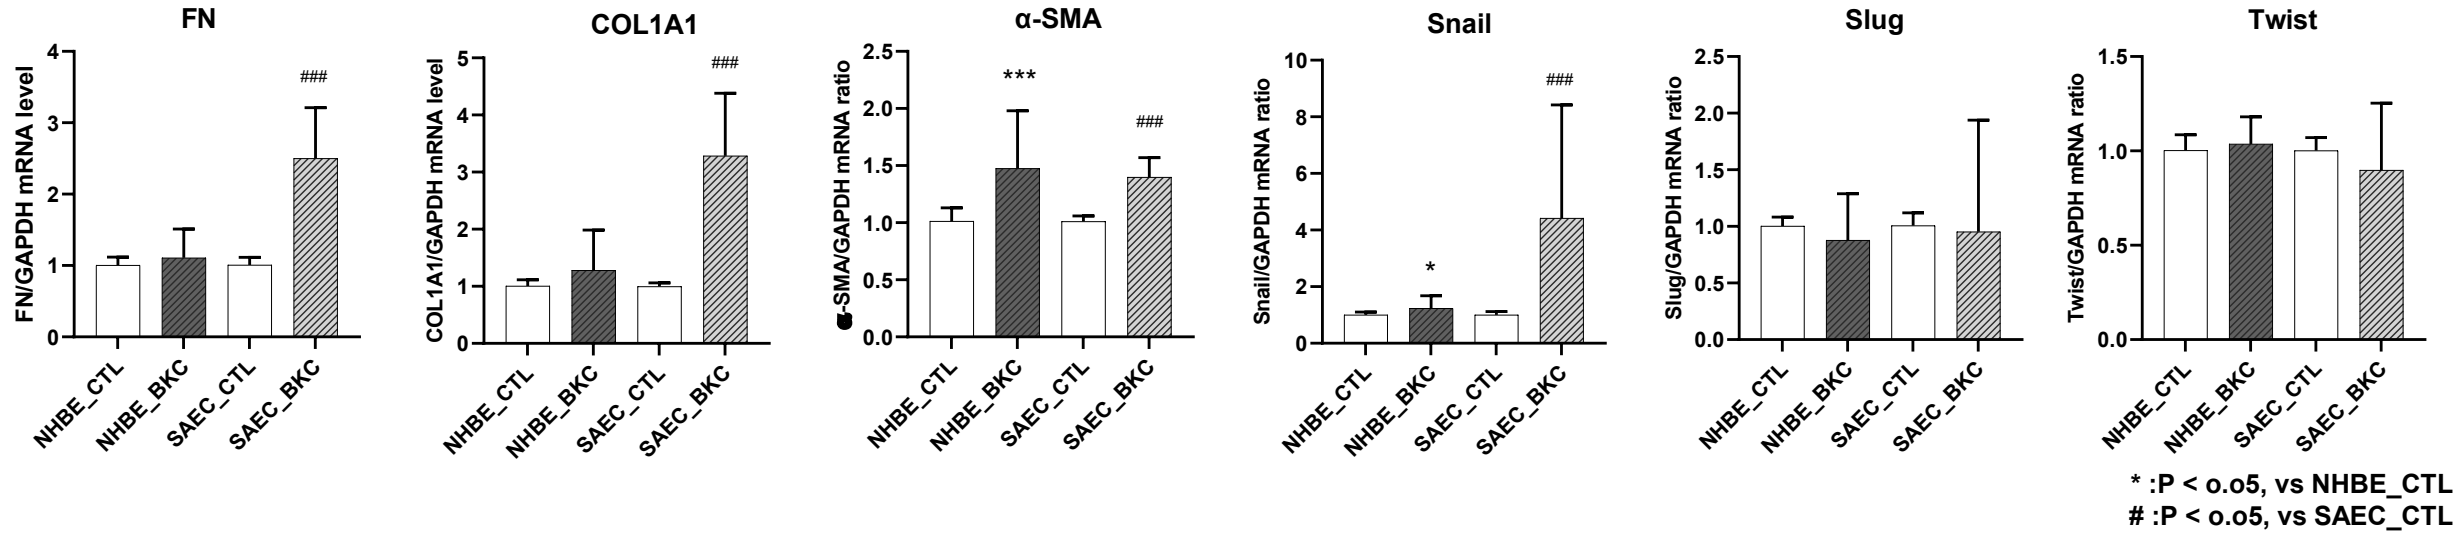 FN
FN/GAPDH mRNA level
4
3
2
1
0
###
NHBE_CTL
NHBE_BKC
SAEC_CTL
SAEC_BKC
COL1A1
COL1A1/GAPDH mRNA level
5
4
3
2
1
0
###
NHBE_CTL
NHBE_BKC
SAEC_CTL
SAEC_BKC
α-SMA
-SMA/GAPDH mRNA ratio
2.5
2.0
1.5
1.0
0.5
0.0
***
###
NHBE_CTL
NHBE_BKC
SAEC_CTL
SAEC_BKC
Snail
Snail/GAPDH mRNA ratio
10
8
6
4
2
0
*
###
NHBE_CTL
NHBE_BKC
SAEC_CTL
SAEC_BKC
Slug
Slug/GAPDH mRNA ratio
2.5
2.0
1.5
1.0
0.5
0.0
NHBE_CTL
NHBE_BKC
SAEC_CTL
SAEC_BKC
Twist
Twist/GAPDH mRNA ratio
1.5
1.0
0.5
0.0
NHBE_CTL
NHBE_BKC
SAEC_CTL
SAEC_BKC
* :P < o.o5, vs NHBE_CTL
# :P < o.o5, vs SAEC_CTL